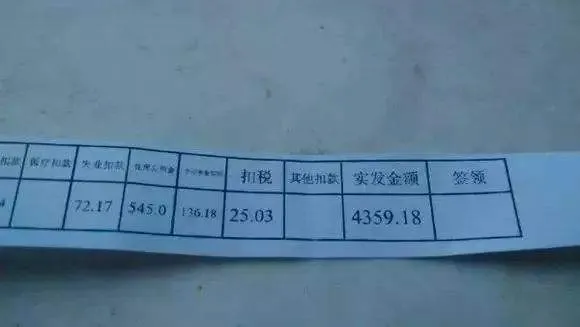 扣款 医疗扣款 失业扣款 住房公积金 扣税 其他扣款 实发金额 签领
4 72.17 545.0 136.18 25.03 4359.18